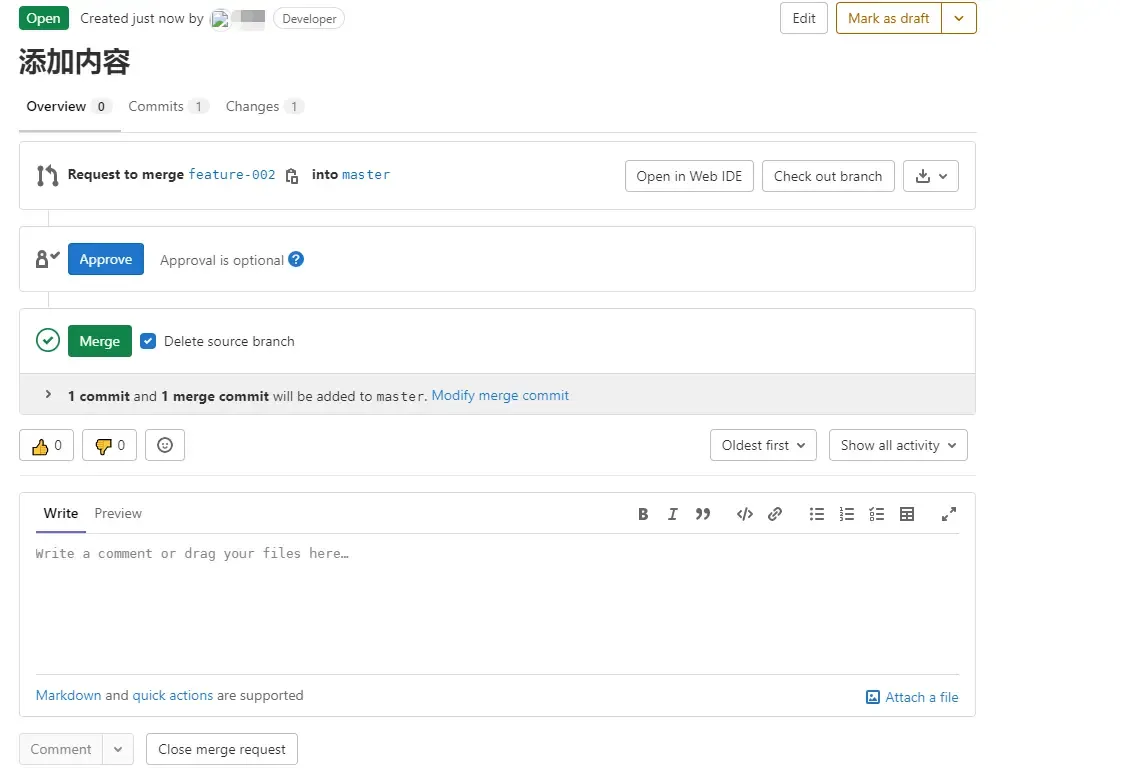 Open Created just now by Developer Edit Mark as draft
添加内容
Overview 0 Commits 1 Changes 1
Request to merge feature-002 into master Open in Web IDE Check out branch
Approve Approval is optional ?
Merge Delete source branch
1 commit and 1 merge commit will be added to master. Modify merge commit
0 0 Oldest first Show all activity
Write Preview B I
Write a comment or drag your files here…
Markdown and quick actions are supported Attach a file
Comment Close merge request